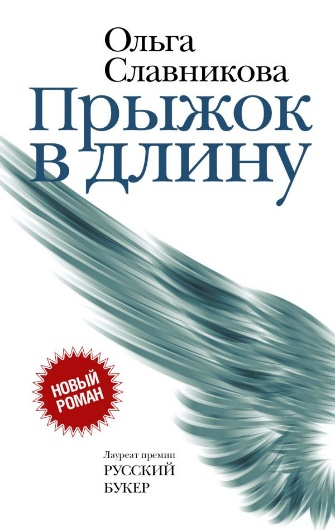 Ольга
Славникова
Прыжок
в длину
НОВЫЙ
РОМАН
Лауреат премии
РУССКИЙ
БУКЕР